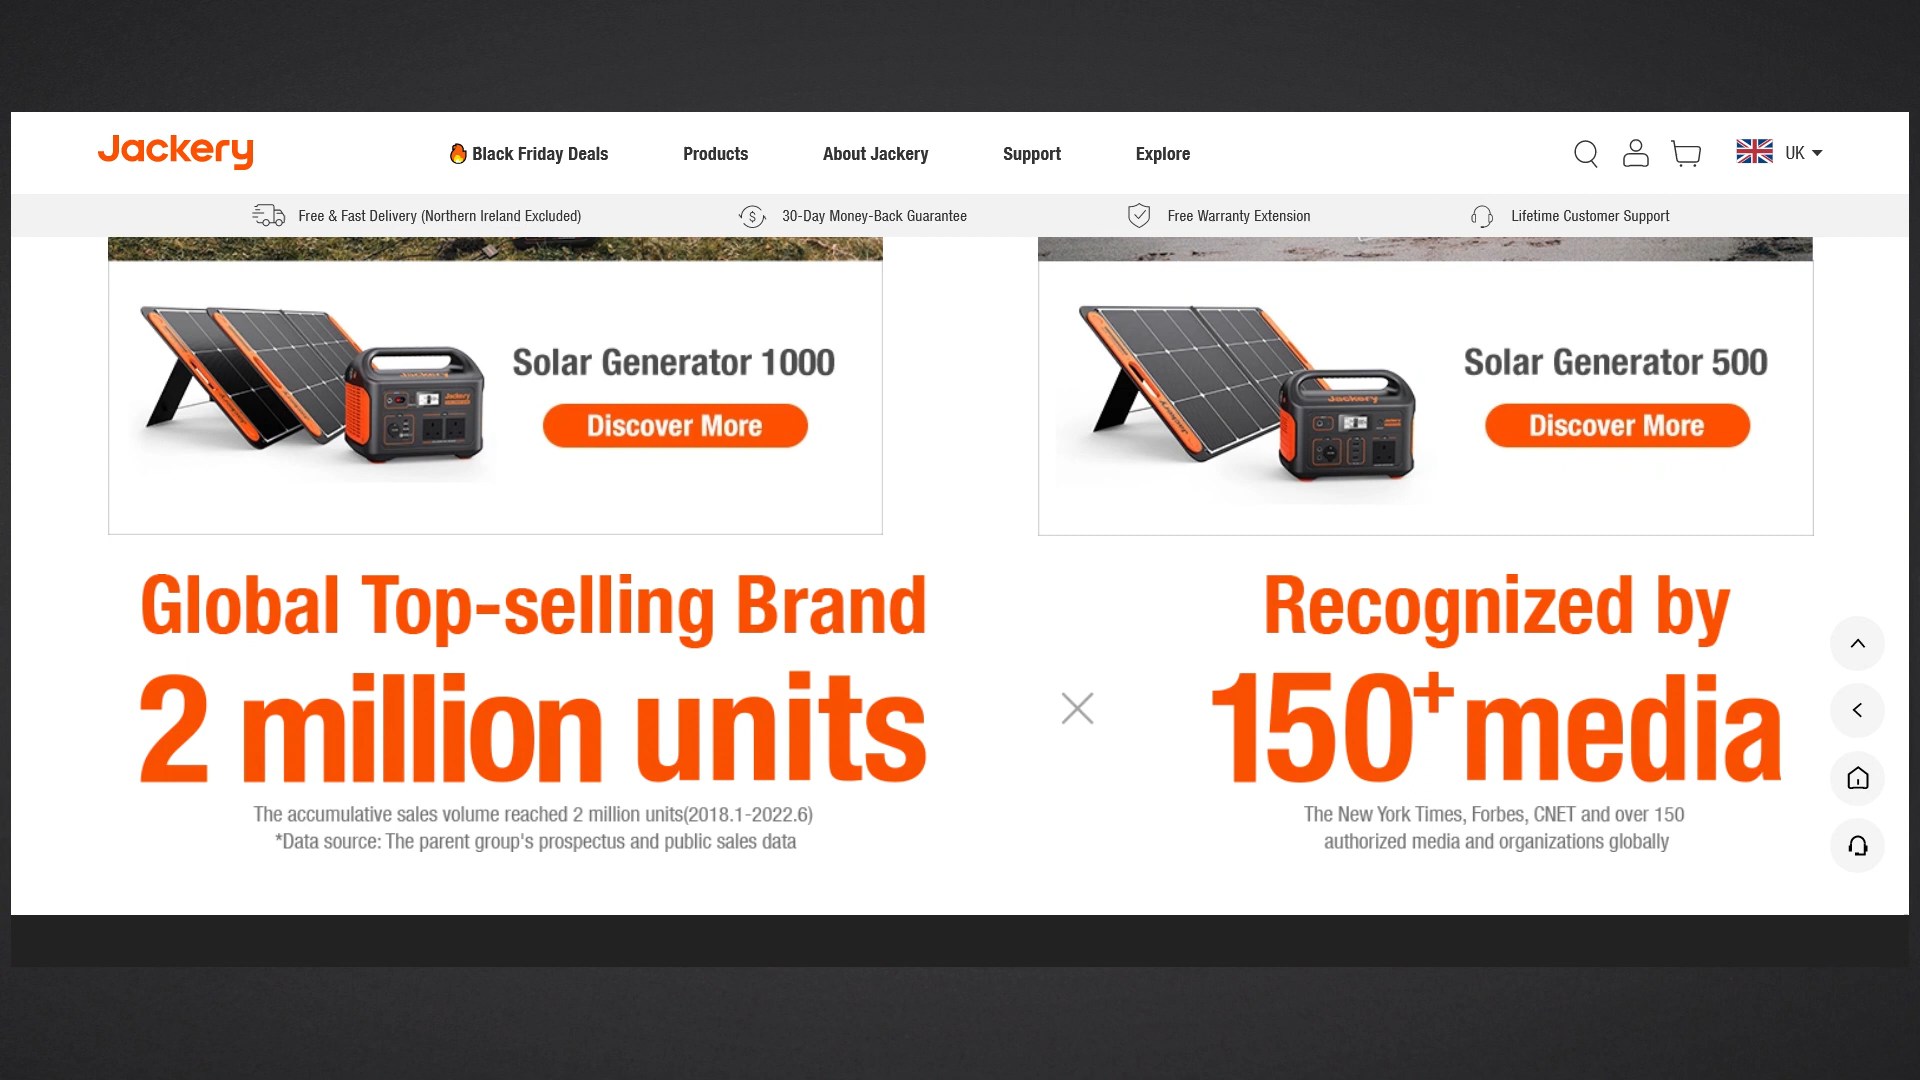 Jackery
Black Friday Deals
Products
About Jackery
Support
Explore
UK
Free & Fast Delivery (Northern Ireland Excluded)
30-Day Money-Back Guarantee
Free Warranty Extension
Lifetime Customer Support
Solar Generator 1000
Discover More
Jackery
Jackery
Solar Generator 500
Discover More
Jackery
Jackery
Global Top-selling Brand
2 million units
The accumulative sales volume reached 2 million units(2018.1-2022.6)
*Data source: The parent group's prospectus and public sales data
Recognized by
150+ media
The New York Times, Forbes, CNET and over 150
authorized media and organizations globally